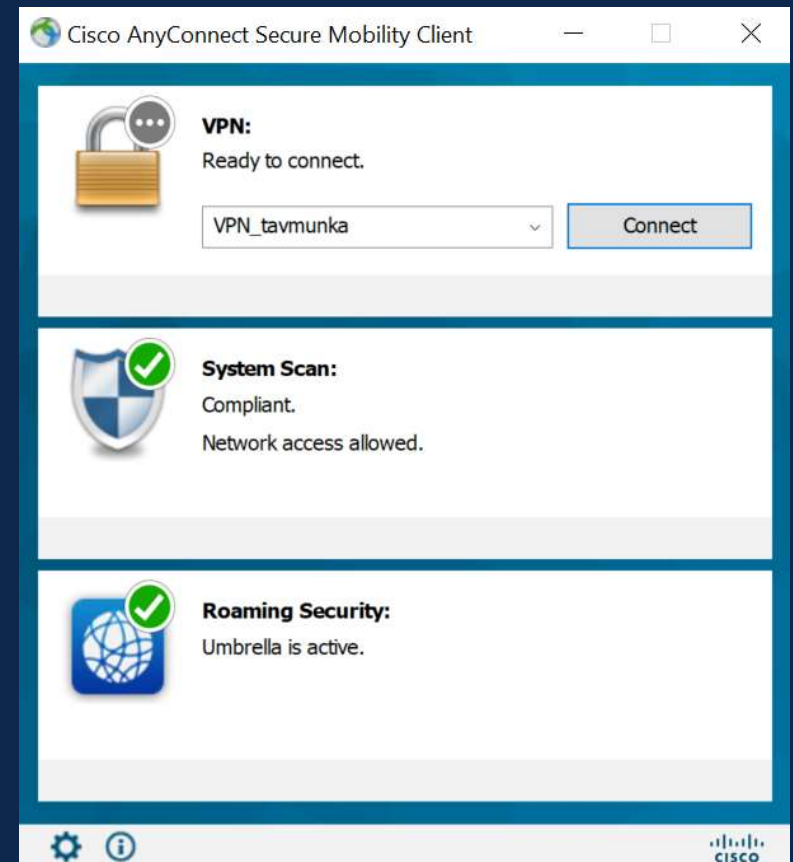 Cisco AnyConnect Secure Mobility Client
VPN:
Ready to connect.
VPN_tavmunka
Connect
System Scan:
Compliant.
Network access allowed.
Roaming Security:
Umbrella is active.
CISCO